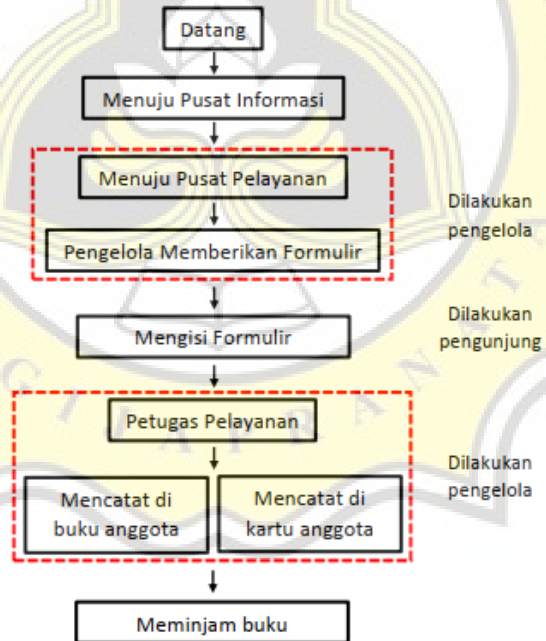 Datang
Menuju Pusat Informasi
Menuju Pusat Pelayanan
Pengelola Memberikan Formulir
Dilakukan
pengelola
Mengisi Formulir
Dilakukan
pengunjung
Petugas Pelayanan
Mencatat di
buku anggota
Mencatat di
kartu anggota
Dilakukan
pengelola
Meminjam buku